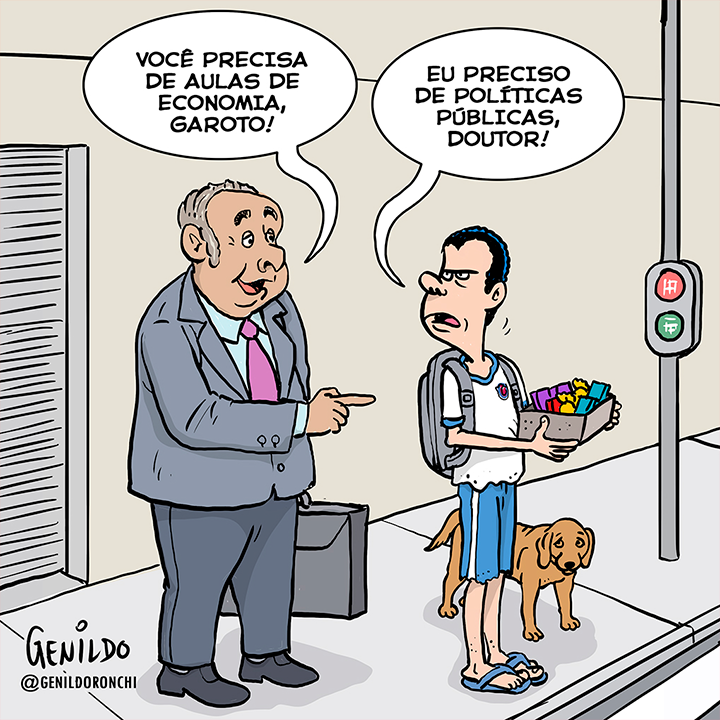 VOCÊ PRECISA
DE AULAS DE
ECONOMIA,
GAROTO!
EU PRECISO
DE POLÍTICAS
PÚBLICAS,
DOUTOR!
GENILDO
@GENILDORONCHI